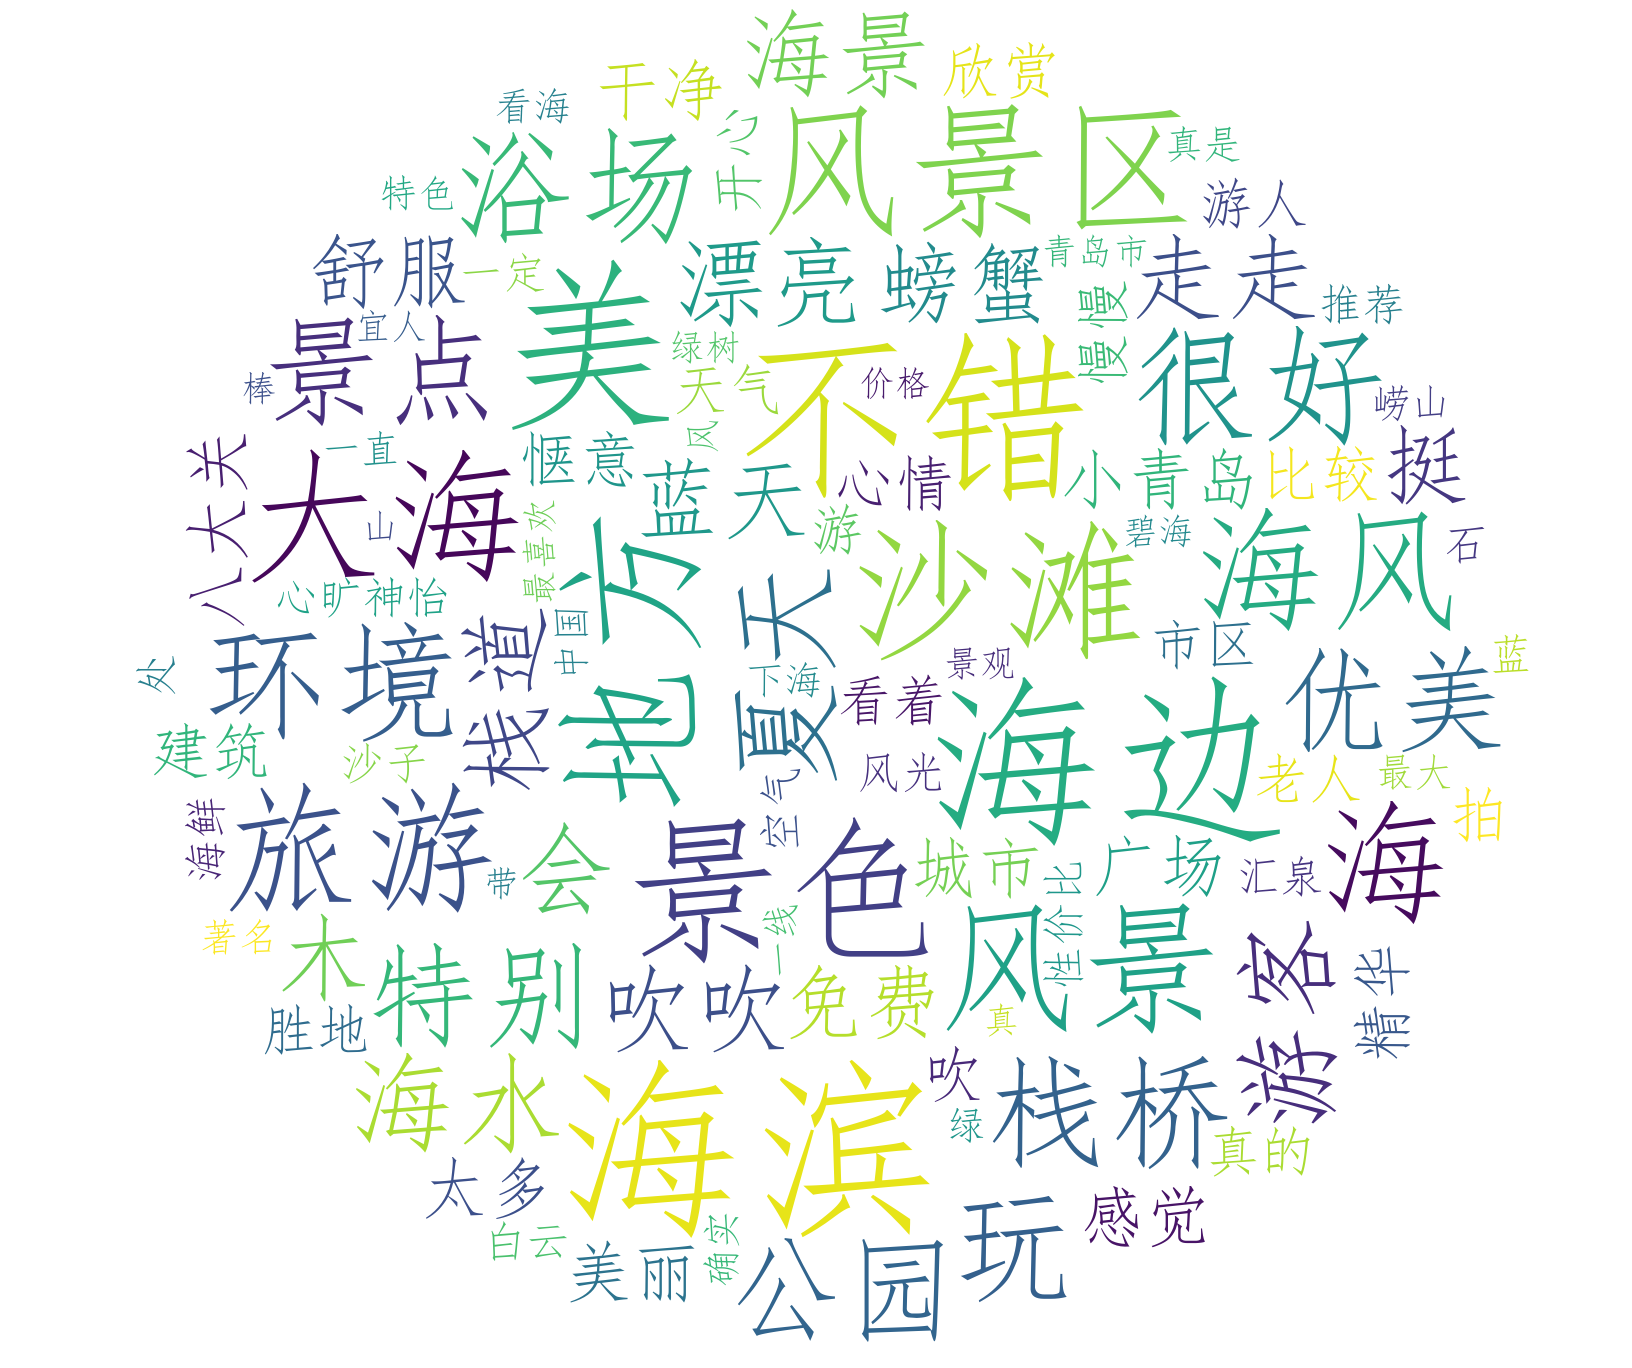 海景
欣赏
干净
看海
风景区
浴场
开心
真是
特色
游人
舒服
一定
漂亮
螃蟹
青岛市
走走
慢慢
推荐
宜人
景点
美
绿树
不错
很好
棒
天气
价格
崂山
风
挺
八大关
一直
惬意
蓝天
心情
小青岛
比较
大海
山
最喜欢
游
碧海
石
地方
沙滩
海风
夏天
心旷神怡
中国
栈道
市区
处
环境
下海
看着
景观
优美
蓝
建筑
沙子
风光
海边
老人
最大
空气
拍
海鲜
旅游
带
会
景色
城市
性价比
广场
汇泉
海
著名
木
一线
特别
吹吹
免费
风景
游客
精华
胜地
真
海水
海滨
吹
绿
栈桥
真的
太多
白云
确实
美丽
公园
玩
感觉